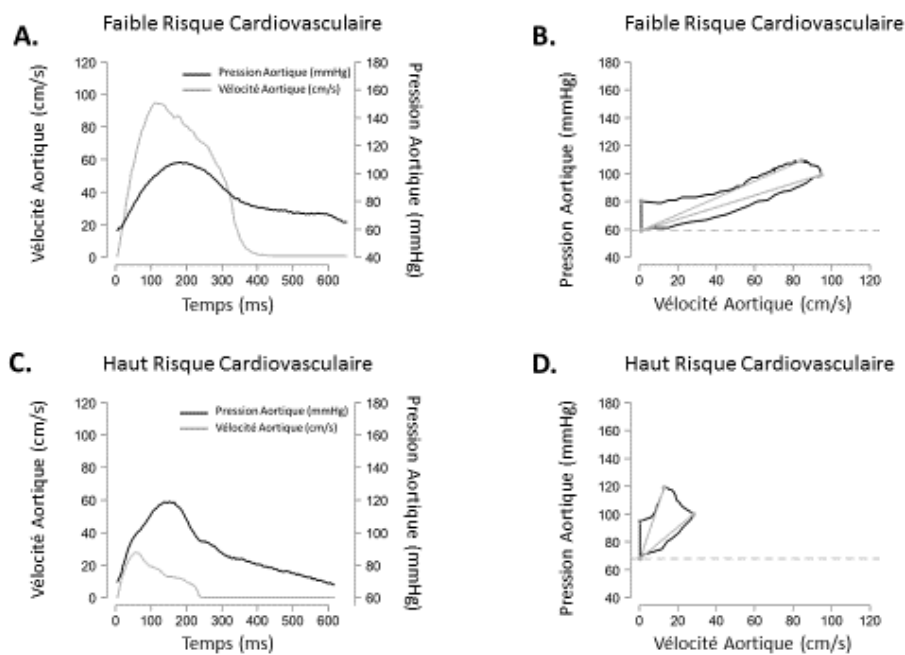 Faible Risque Cardiovasculaire
A.
Vélocité Aortique (cm/s)
120
100
80
60
40
20
0
Pression Aortique (mmHg)
Vélocité Aortique (cm/s)
180
160
140
120
100
80
60
40
Pression Aortique (mmHg)
0 100 200 300 400 500 600
Temps (ms)
Faible Risque Cardiovasculaire
B.
Pression Aortique (mmHg)
180
160
140
120
100
80
60
40
0 20 40 60 80 100 120
Vélocité Aortique (cm/s)
Haut Risque Cardiovasculaire
C.
Vélocité Aortique (cm/s)
120
100
80
60
40
20
0
Pression Aortique (mmHg)
Vélocité Aortique (cm/s)
180
160
140
120
100
80
60
Pression Aortique (mmHg)
0 100 200 300 400 500 600
Temps (ms)
Haut Risque Cardiovasculaire
D.
Pression Aortique (mmHg)
180
160
140
120
100
80
60
40
0 20 40 60 80 100 120
Vélocité Aortique (cm/s)